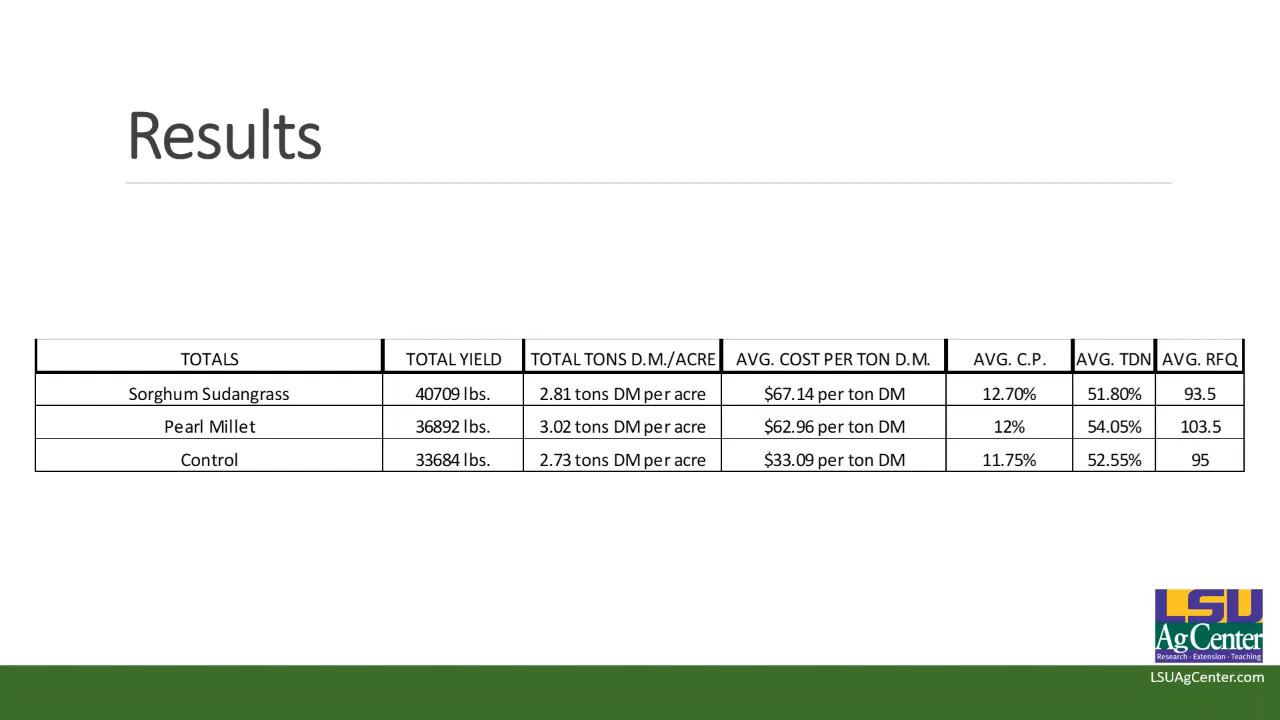 Results
TOTALS TOTAL YIELD TOTAL TONS D.M./ACRE AVG. COST PER TON D.M. AVG. C.P. AVG. TDN AVG. RFQ
Sorghum Sudangrass 40709 lbs. 2.81 tons DM per acre $67.14 per ton DM 12.70% 51.80% 93.5
Pearl Millet 36892 lbs. 3.02 tons DM per acre $62.96 per ton DM 12% 54.05% 103.5
Control 33684 lbs. 2.73 tons DM per acre $33.09 per ton DM 11.75% 52.55% 95
LSU
AgCenter
Research · Extension · Teaching
LSUAgCenter.com